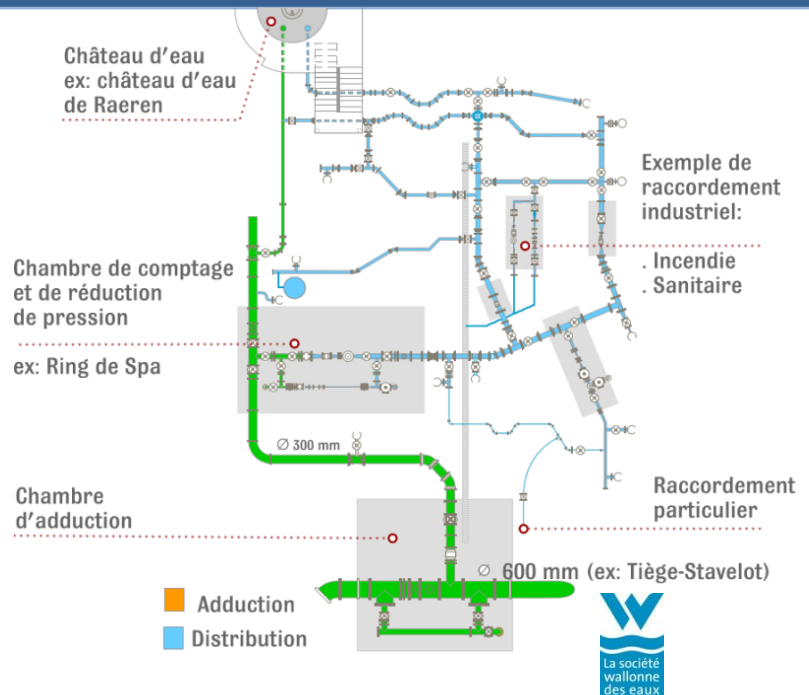 Château d'eau
ex: château d'eau
de Raeren
Exemple de
raccordement
industriel:
. Incendie
. Sanitaire
Chambre de comptage
et de réduction
de pression
ex: Ring de Spa
Ø 300 mm
Chambre
d'adduction
Raccordement
particulier
Ø 600 mm (ex: Tiège-Stavelot)
Adduction
Distribution
La société
wallonne
des eaux